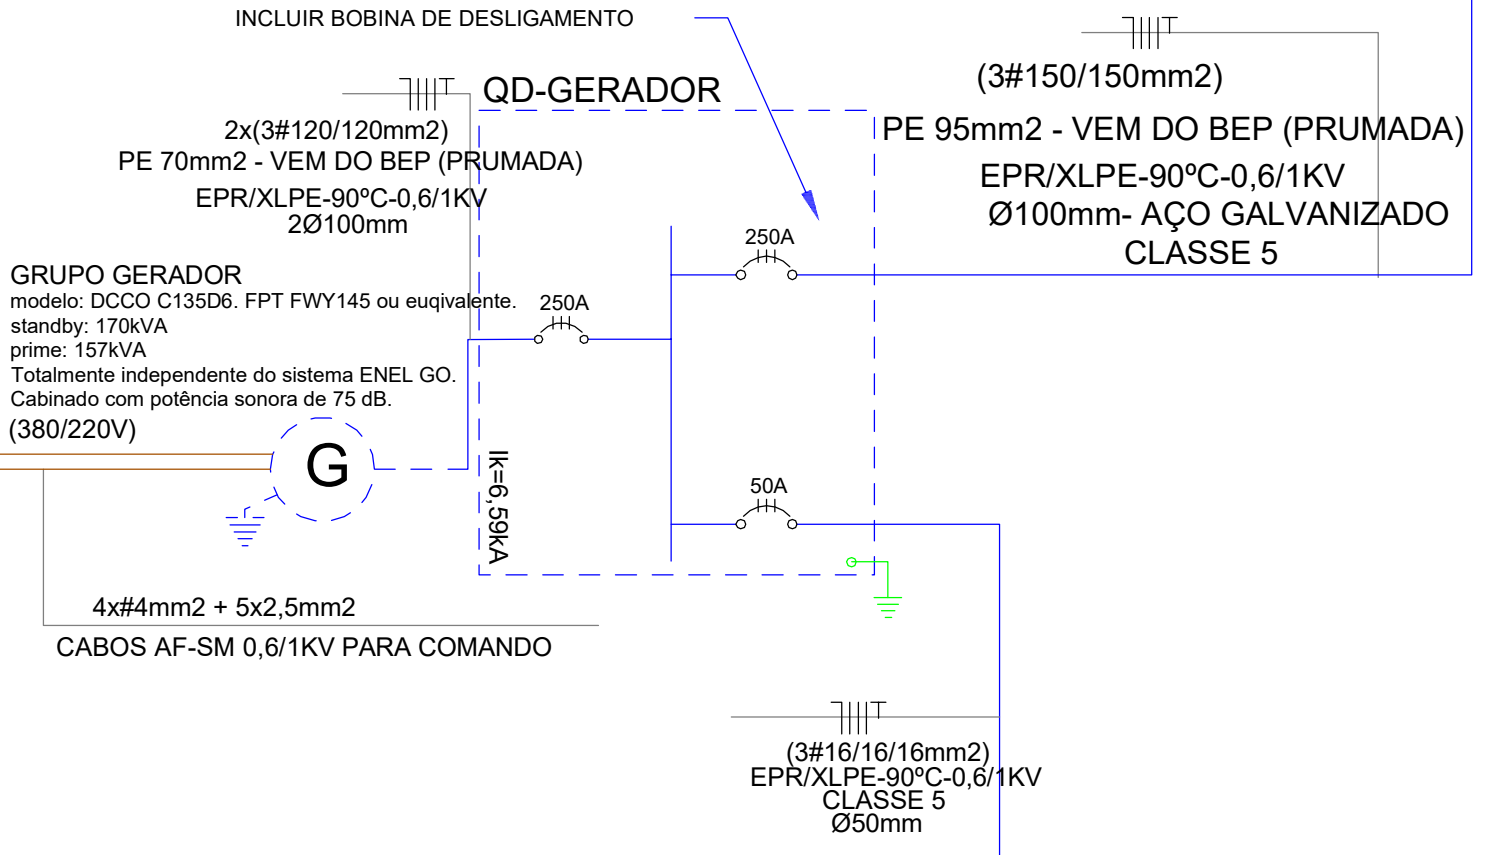 INCLUIR BOBINA DE DESLIGAMENTO
QD-GERADOR
2x(3#120/120mm2)
PE 70mm2 - VEM DO BEP (PRUMADA)
EPR/XLPE-90ºC-0,6/1KV
2Ø100mm
(3#150/150mm2)
PE 95mm2 - VEM DO BEP (PRUMADA)
EPR/XLPE-90ºC-0,6/1KV
Ø100mm- AÇO GALVANIZADO
CLASSE 5
GRUPO GERADOR
modelo: DCCO C135D6. FPT FWY145 ou euqivalente.
standby: 170kVA
prime: 157kVA
Totalmente independente do sistema ENEL GO.
Cabinado com potência sonora de 75 dB.
(380/220V)
G
250A
250A
50A
Ik=6,59kA
4x#4mm2 + 5x2,5mm2
CABOS AF-SM 0,6/1KV PARA COMANDO
(3#16/16/16mm2)
EPR/XLPE-90ºC-0,6/1KV
CLASSE 5
Ø50mm